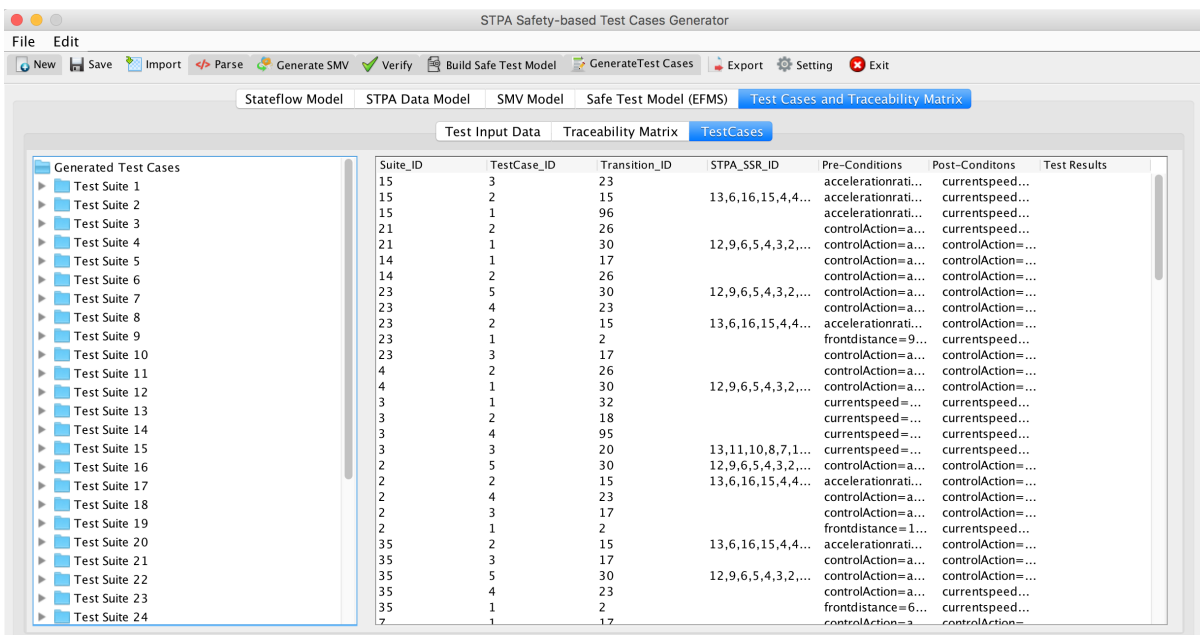 STPA Safety-based Test Cases Generator
File Edit
New Save Import Parse Generate SMV Verify Build Safe Test Model GenerateTest Cases Export Setting Exit
Stateflow Model STPA Data Model SMV Model Safe Test Model (EFMS) Test Cases and Traceability Matrix
Test Input Data Traceability Matrix TestCases
Generated Test Cases
Test Suite 1
Test Suite 2
Test Suite 3
Test Suite 4
Test Suite 5
Test Suite 6
Test Suite 7
Test Suite 8
Test Suite 9
Test Suite 10
Test Suite 11
Test Suite 12
Test Suite 13
Test Suite 14
Test Suite 15
Test Suite 16
Test Suite 17
Test Suite 18
Test Suite 19
Test Suite 20
Test Suite 21
Test Suite 22
Test Suite 23
Test Suite 24
Suite_ID TestCase_ID Transition_ID STPA_SSR_ID Pre-Conditions Post-Conditons Test Results
15 3 23 accelerationrati... currentspeed...
15 2 15 13,6,16,15,4,4... accelerationrati... currentspeed...
15 1 96 accelerationrati... currentspeed...
21 2 26 controlAction=a... currentspeed...
21 1 30 12,9,6,5,4,3,2,... controlAction=a... controlAction=...
14 1 17 controlAction=a... controlAction=...
14 2 26 controlAction=a... controlAction=...
23 5 30 12,9,6,5,4,3,2,... controlAction=a... controlAction=...
23 4 23 controlAction=a... controlAction=...
23 2 15 13,6,16,15,4,4... accelerationrati... controlAction=...
23 1 2 frontdistance=9... currentspeed...
23 3 17 controlAction=a... controlAction=...
4 2 26 controlAction=a... controlAction=...
4 1 30 12,9,6,5,4,3,2,... controlAction=a... controlAction=...
3 1 32 currentspeed=... currentspeed...
3 2 18 currentspeed=... currentspeed...
3 4 95 currentspeed=... currentspeed...
3 3 20 13,11,10,8,7,1... currentspeed=... currentspeed...
2 5 30 12,9,6,5,4,3,2,... controlAction=a... controlAction=...
2 2 15 13,6,16,15,4,4... accelerationrati... controlAction=...
2 4 23 controlAction=a... controlAction=...
2 3 17 controlAction=a... controlAction=...
2 1 2 frontdistance=1... currentspeed...
35 2 15 13,6,16,15,4,4... accelerationrati... controlAction=...
35 3 17 controlAction=a... controlAction=...
35 5 30 12,9,6,5,4,3,2,... controlAction=a... controlAction=...
35 4 23 controlAction=a... currentspeed...
35 1 2 frontdistance=6... currentspeed...
7 1 17 controlAction=a controlAction=